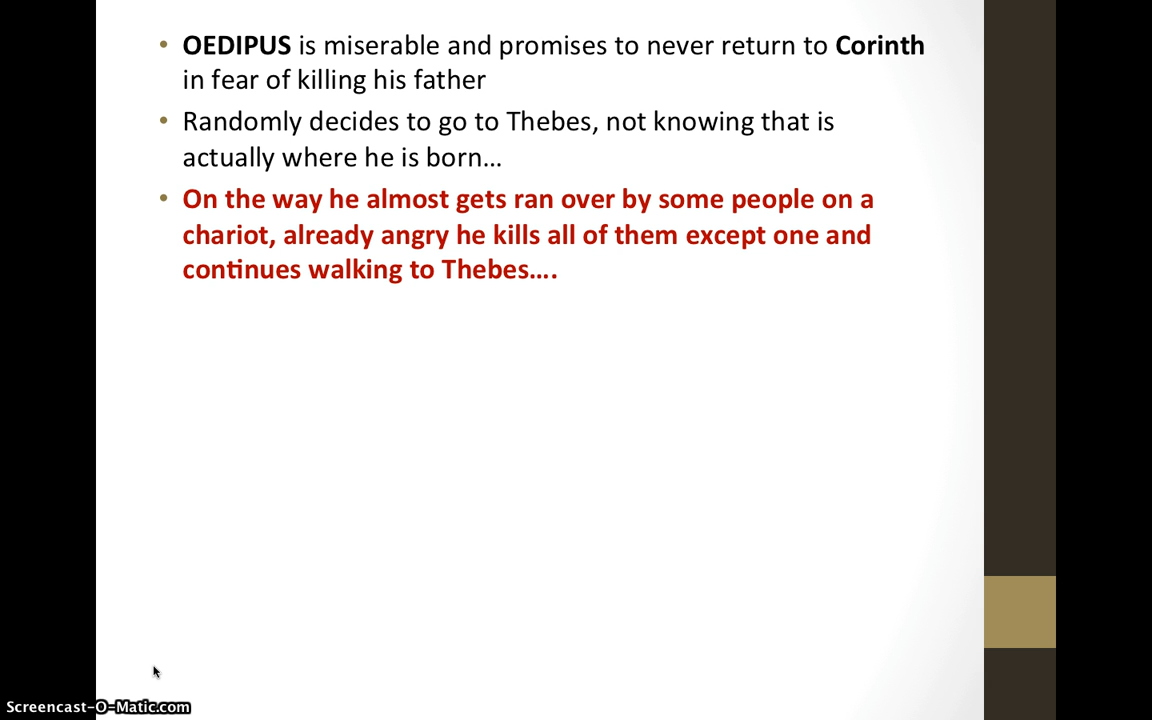 • OEDIPUS is miserable and promises to never return to Corinth
in fear of killing his father
• Randomly decides to go to Thebes, not knowing that is
actually where he is born...
• On the way he almost gets ran over by some people on a
chariot, already angry he kills all of them except one and
continues walking to Thebes....
Screencast-O-Matic.com